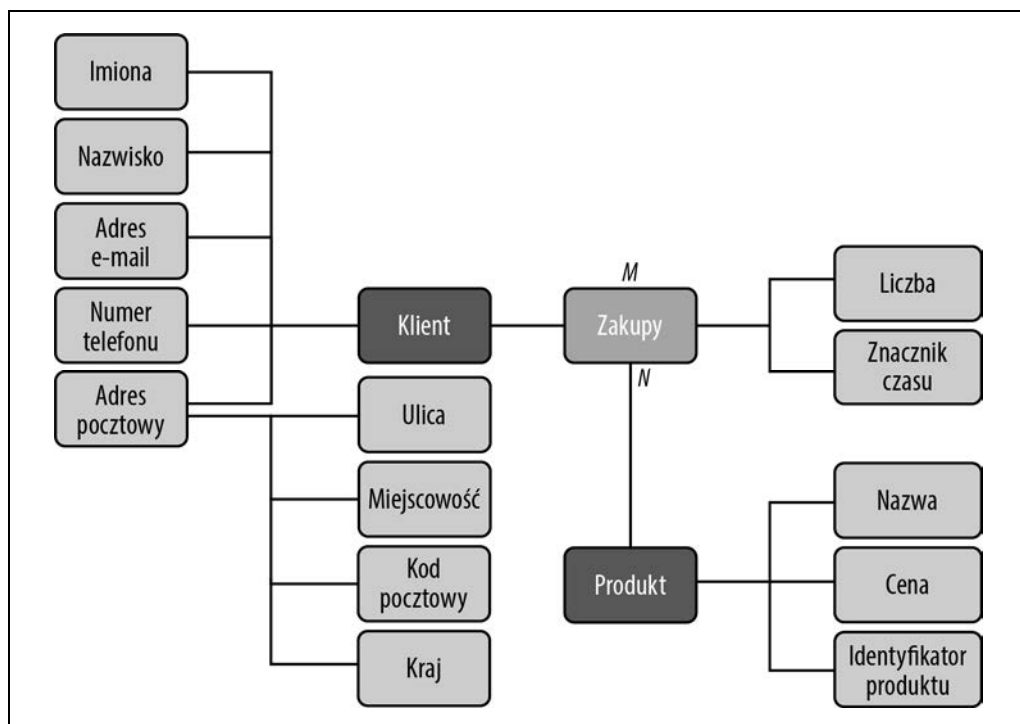 Imiona
Nazwisko
Adres
e-mail
Numer
telefonu
Adres
pocztowy
Klient
Ulica
Miejscowość
Kod
pocztowy
Kraj
M
Zakupy
N
Produkt
Liczba
Znacznik
czasu
Nazwa
Cena
Identyfikator
produktu